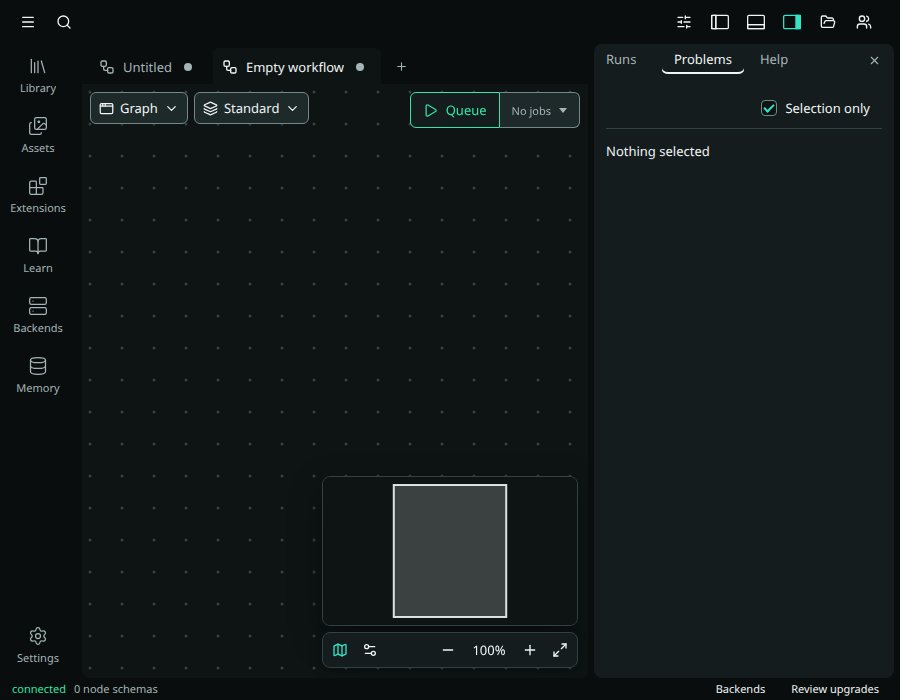 Untitled
Empty workflow
Runs
Problems
Help
Library
Assets
Extensions
Learn
Backends
Memory
Settings
Graph
Standard
Queue
No jobs
Selection only
Nothing selected
100%
connected
0 node schemas
Backends
Review upgrades